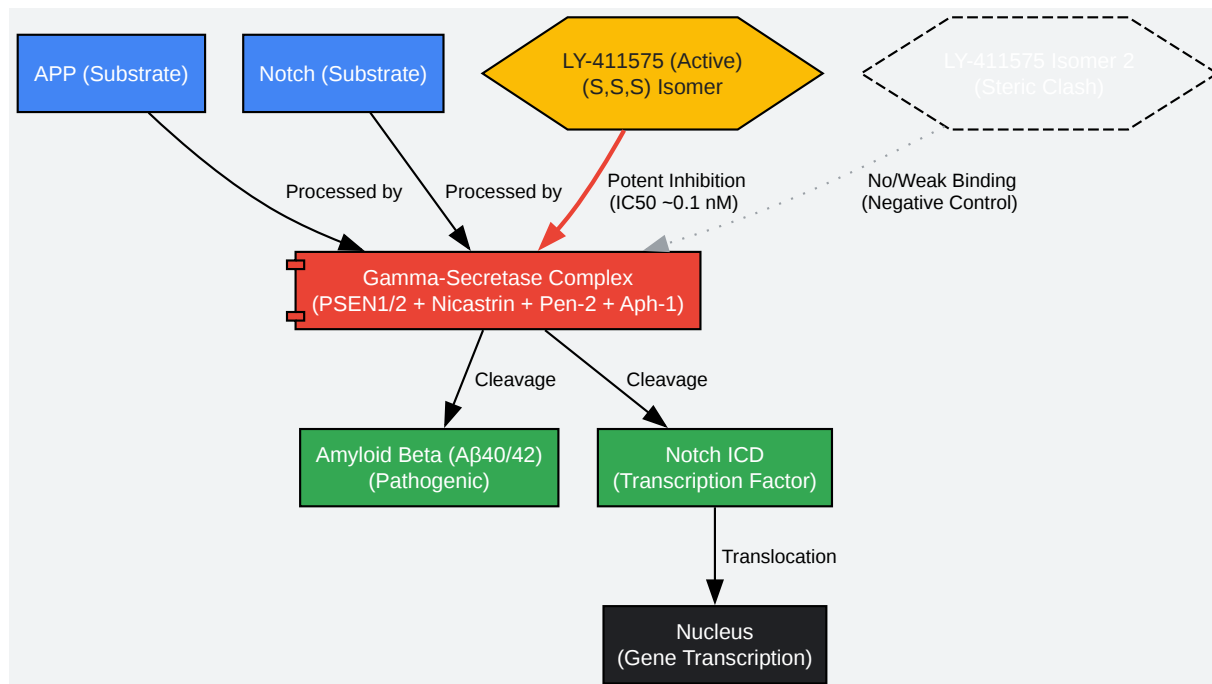 APP (Substrate)
Notch (Substrate)
LY-411575 (Active)
(S,S,S) Isomer
LY-411575 Isomer 2
(Steric Clash)
Processed by
Processed by
Potent Inhibition
(IC50 ~0.1 nM)
No/Weak Binding
(Negative Control)
Gamma-Secretase Complex
(PSEN1/2 + Nicastrin + Pen-2 + Aph-1)
Cleavage
Cleavage
Amyloid Beta (Aβ40/42)
(Pathogenic)
Notch ICD
(Transcription Factor)
Translocation
Nucleus
(Gene Transcription)